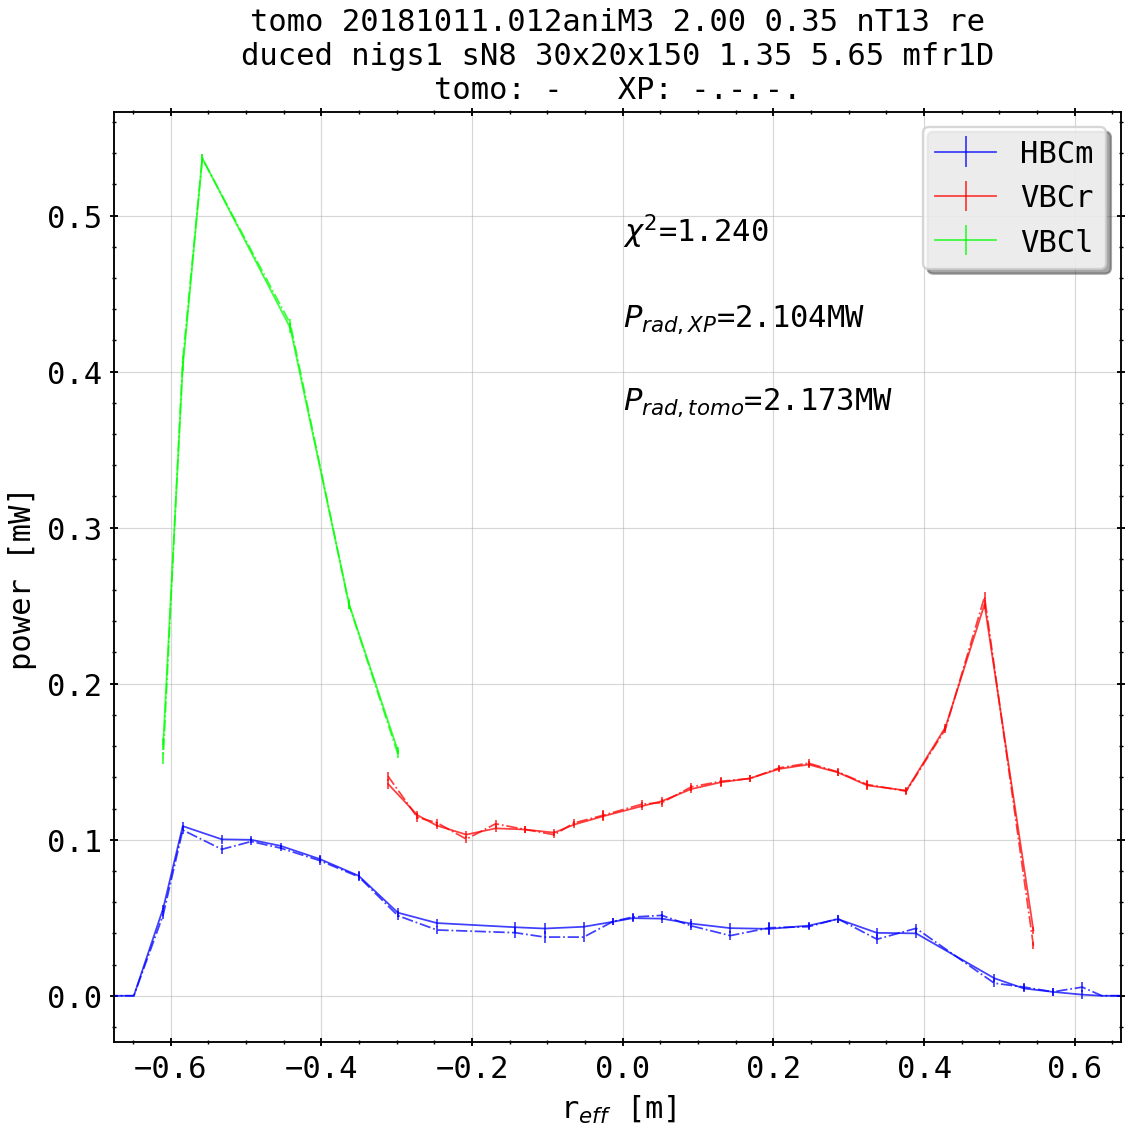 tomo 20181011.012aniM3 2.00 0.35 nT13 re
duced nigs1 sN8 30x20x150 1.35 5.65 mfr1D
tomo: -   XP: -.-.-.
HBCm
VBCr
VBCl
χ²=1.240
P_rad,XP=2.104MW
P_rad,tomo=2.173MW
power [mW]
0.5
0.4
0.3
0.2
0.1
0.0
−0.6 −0.4 −0.2 0.0 0.2 0.4 0.6
r_eff [m]